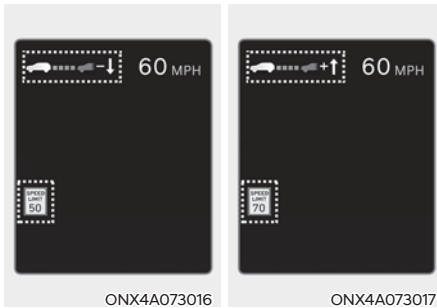 − 60 MPH
SPEED
LIMIT
50
ONX4A073016
+ 60 MPH
SPEED
LIMIT
70
ONX4A073017